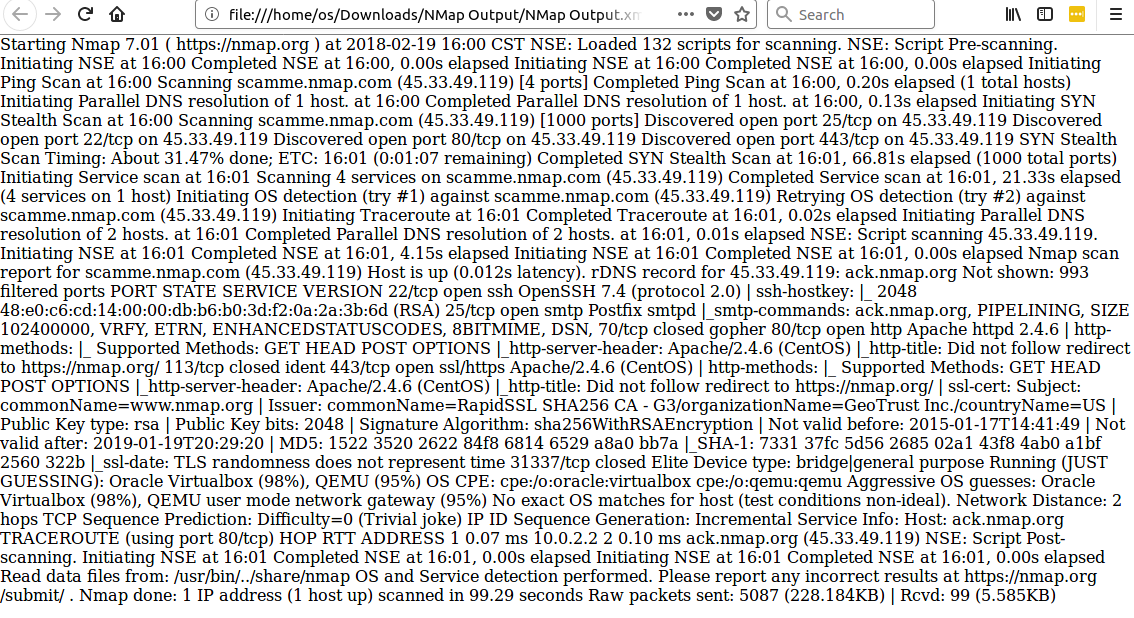 file:///home/os/Downloads/NMap Output/NMap Output.xm
Search
Starting Nmap 7.01 ( https://nmap.org ) at 2018-02-19 16:00 CST NSE: Loaded 132 scripts for scanning. NSE: Script Pre-scanning.
Initiating NSE at 16:00 Completed NSE at 16:00, 0.00s elapsed Initiating NSE at 16:00 Completed NSE at 16:00, 0.00s elapsed Initiating
Ping Scan at 16:00 Scanning scamme.nmap.com (45.33.49.119) [4 ports] Completed Ping Scan at 16:00, 0.20s elapsed (1 total hosts)
Initiating Parallel DNS resolution of 1 host. at 16:00 Completed Parallel DNS resolution of 1 host. at 16:00, 0.13s elapsed Initiating SYN
Stealth Scan at 16:00 Scanning scamme.nmap.com (45.33.49.119) [1000 ports] Discovered open port 25/tcp on 45.33.49.119 Discovered
open port 22/tcp on 45.33.49.119 Discovered open port 80/tcp on 45.33.49.119 Discovered open port 443/tcp on 45.33.49.119 SYN Stealth
Scan Timing: About 31.47% done; ETC: 16:01 (0:01:07 remaining) Completed SYN Stealth Scan at 16:01, 66.81s elapsed (1000 total ports)
Initiating Service scan at 16:01 Scanning 4 services on scamme.nmap.com (45.33.49.119) Completed Service scan at 16:01, 21.33s elapsed
(4 services on 1 host) Initiating OS detection (try #1) against scamme.nmap.com (45.33.49.119) Retrying OS detection (try #2) against
scamme.nmap.com (45.33.49.119) Initiating Traceroute at 16:01 Completed Traceroute at 16:01, 0.02s elapsed Initiating Parallel DNS
resolution of 2 hosts. at 16:01 Completed Parallel DNS resolution of 2 hosts. at 16:01, 0.01s elapsed NSE: Script scanning 45.33.49.119.
Initiating NSE at 16:01 Completed NSE at 16:01, 4.15s elapsed Initiating NSE at 16:01 Completed NSE at 16:01, 0.00s elapsed Nmap scan
report for scamme.nmap.com (45.33.49.119) Host is up (0.012s latency). rDNS record for 45.33.49.119: ack.nmap.org Not shown: 993
filtered ports PORT STATE SERVICE VERSION 22/tcp open ssh OpenSSH 7.4 (protocol 2.0) | ssh-hostkey: |_ 2048
48:e0:c6:cd:14:00:00:db:b6:b0:3d:f2:0a:2a:3b:6d (RSA) 25/tcp open smtp Postfix smtpd |_smtp-commands: ack.nmap.org, PIPELINING, SIZE
102400000, VRFY, ETRN, ENHANCEDSTATUSCODES, 8BITMIME, DSN, 70/tcp closed gopher 80/tcp open http Apache httpd 2.4.6 | http-
methods: |_ Supported Methods: GET HEAD POST OPTIONS |_http-server-header: Apache/2.4.6 (CentOS) |_http-title: Did not follow redirect
to https://nmap.org/ 113/tcp closed ident 443/tcp open ssl/https Apache/2.4.6 (CentOS) | http-methods: |_ Supported Methods: GET HEAD
POST OPTIONS |_http-server-header: Apache/2.4.6 (CentOS) |_http-title: Did not follow redirect to https://nmap.org/ | ssl-cert: Subject:
commonName=www.nmap.org | Issuer: commonName=RapidSSL SHA256 CA - G3/organizationName=GeoTrust Inc./countryName=US |
Public Key type: rsa | Public Key bits: 2048 | Signature Algorithm: sha256WithRSAEncryption | Not valid before: 2015-01-17T14:41:49 | Not
valid after: 2019-01-19T20:29:20 | MD5: 1522 3520 2622 84f8 6814 6529 a8a0 bb7a |_SHA-1: 7331 37fc 5d56 2685 02a1 43f8 4ab0 a1bf
2560 322b |_ssl-date: TLS randomness does not represent time 31337/tcp closed Elite Device type: bridge|general purpose Running (JUST
GUESSING): Oracle Virtualbox (98%), QEMU (95%) OS CPE: cpe:/o:oracle:virtualbox cpe:/o:qemu:qemu Aggressive OS guesses: Oracle
Virtualbox (98%), QEMU user mode network gateway (95%) No exact OS matches for host (test conditions non-ideal). Network Distance: 2
hops TCP Sequence Prediction: Difficulty=0 (Trivial joke) IP ID Sequence Generation: Incremental Service Info: Host: ack.nmap.org
TRACEROUTE (using port 80/tcp) HOP RTT ADDRESS 1 0.07 ms 10.0.2.2 2 0.10 ms ack.nmap.org (45.33.49.119) NSE: Script Post-
scanning. Initiating NSE at 16:01 Completed NSE at 16:01, 0.00s elapsed Initiating NSE at 16:01 Completed NSE at 16:01, 0.00s elapsed
Read data files from: /usr/bin/../share/nmap OS and Service detection performed. Please report any incorrect results at https://nmap.org
/submit/ . Nmap done: 1 IP address (1 host up) scanned in 99.29 seconds Raw packets sent: 5087 (228.184KB) | Rcvd: 99 (5.585KB)